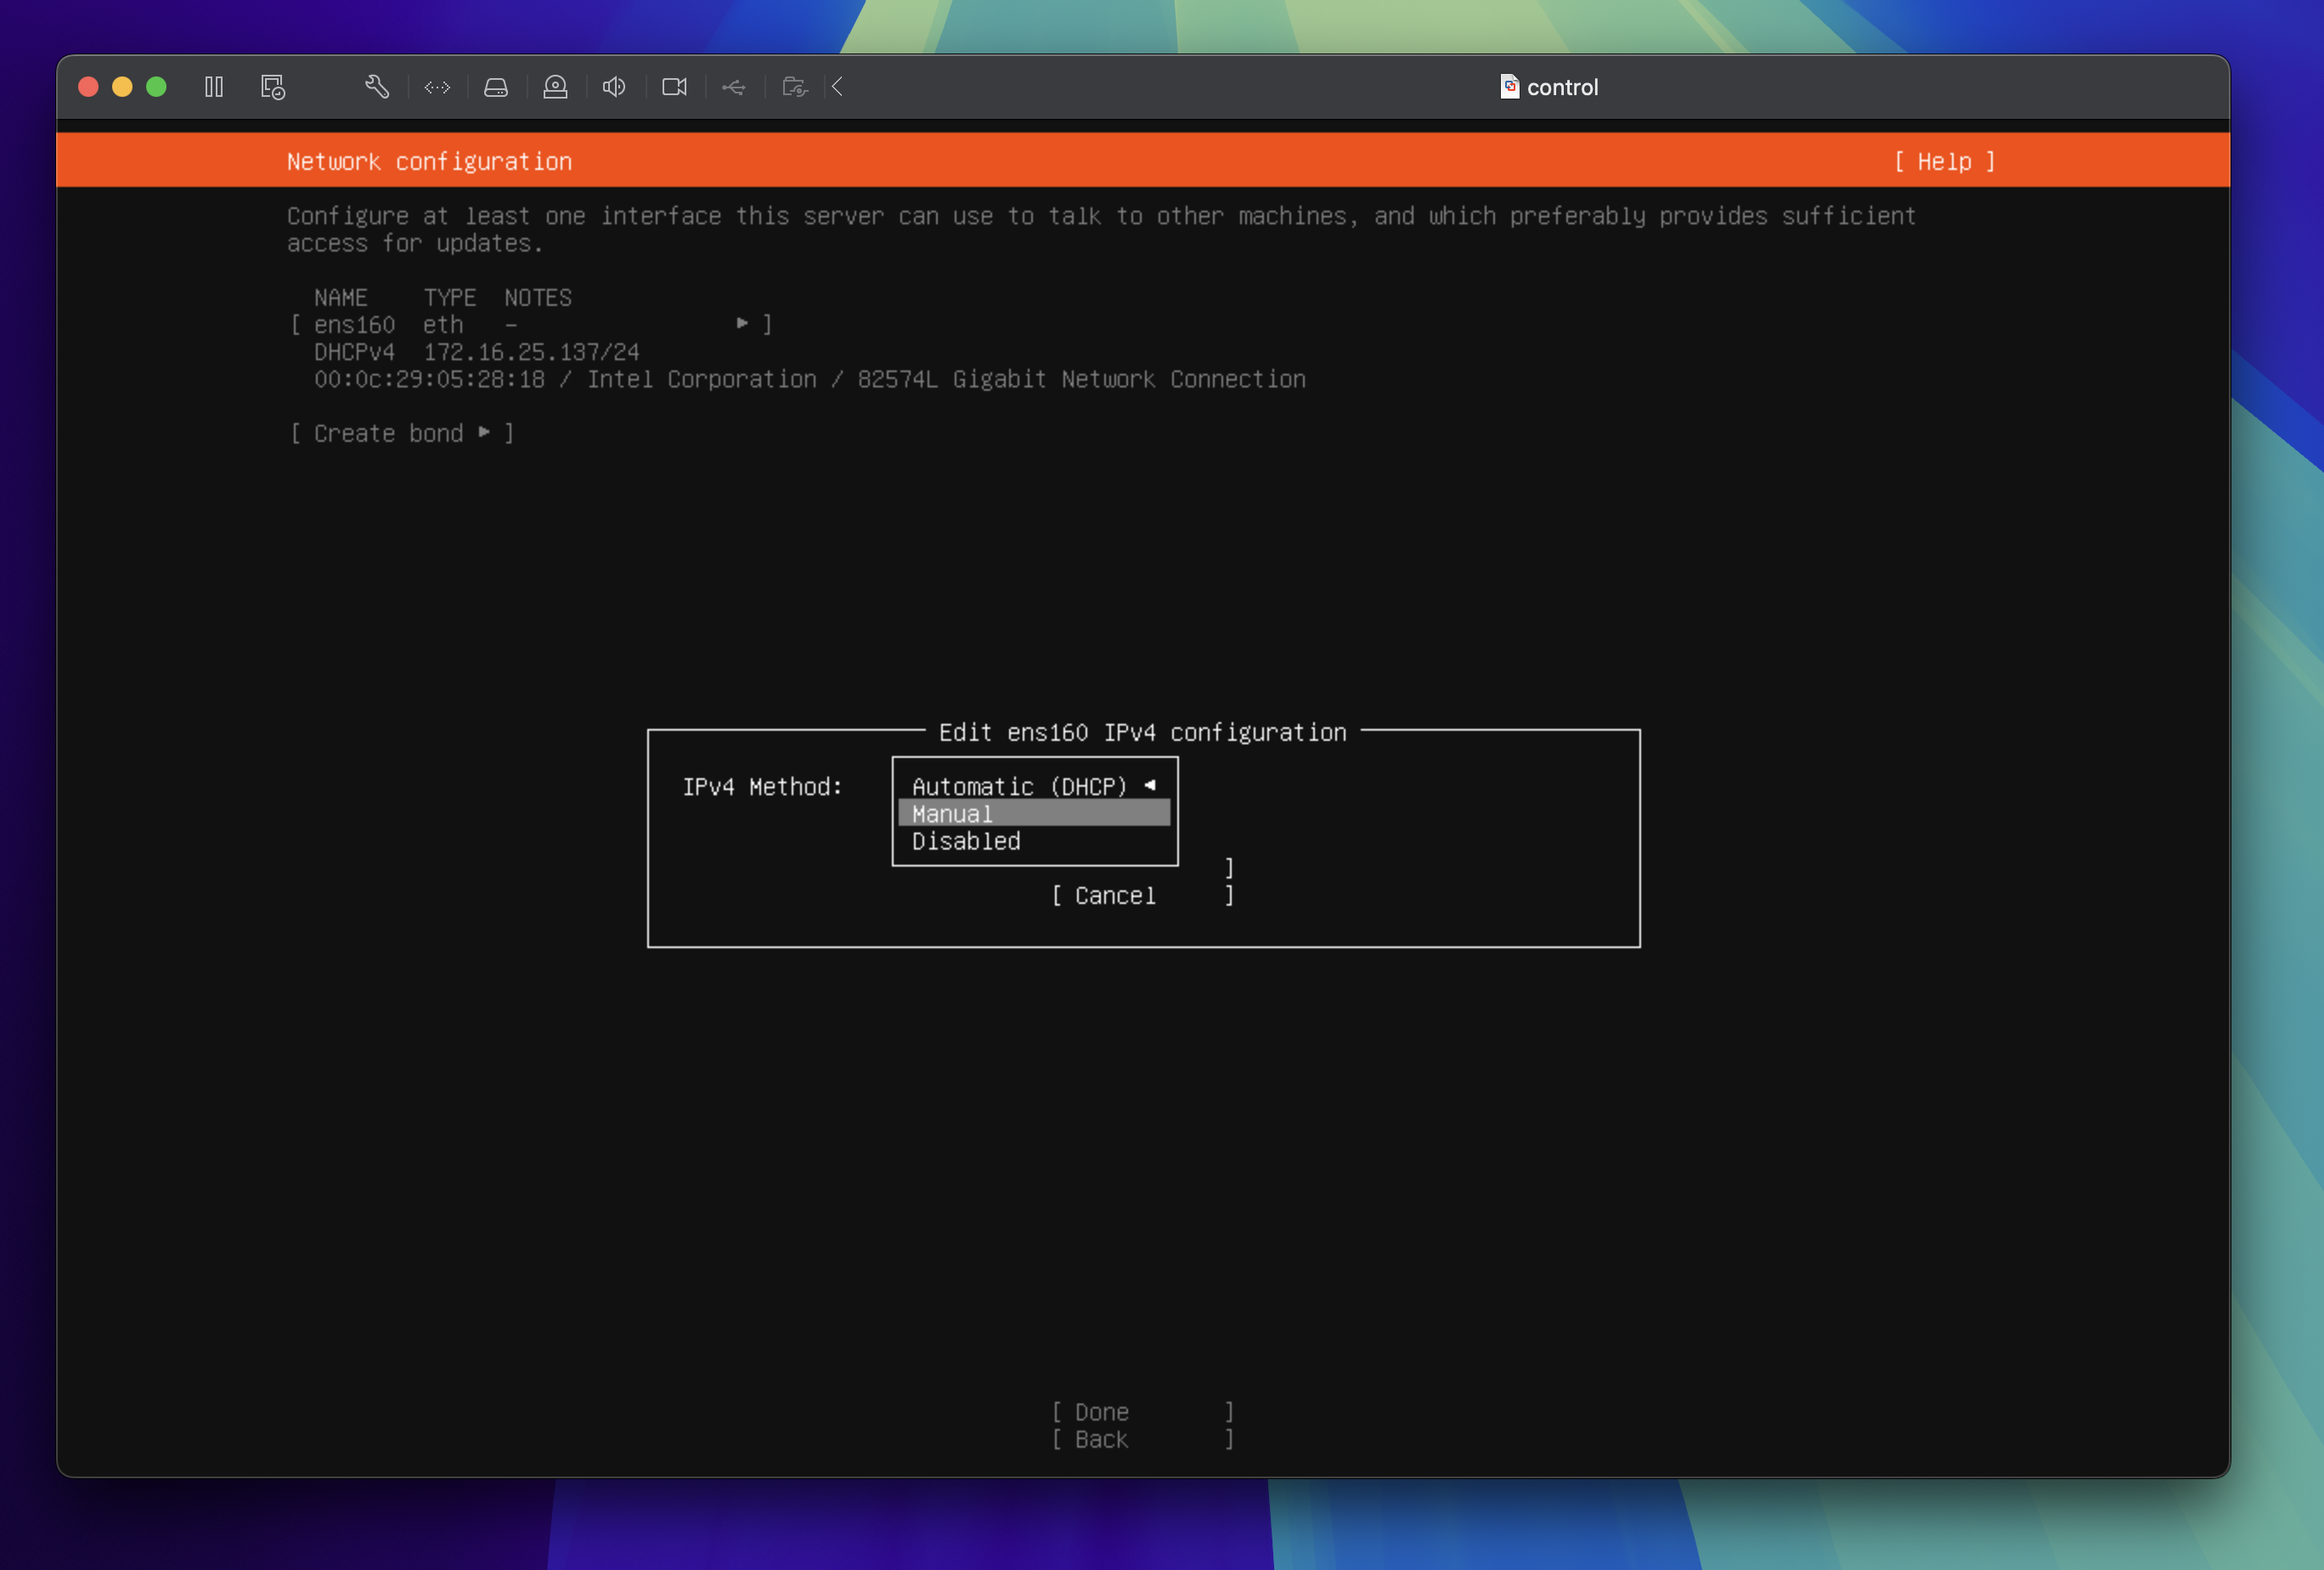 control
Network configuration [ Help ]
Configure at least one interface this server can use to talk to other machines, and which preferably provides sufficient
access for updates.
NAME TYPE NOTES
[ ens160 eth - ▸ ]
DHCPv4 172.16.25.137/24
00:0c:29:05:28:18 / Intel Corporation / 82574L Gigabit Network Connection
[ Create bond ▸ ]
Edit ens160 IPv4 configuration
IPv4 Method: Automatic (DHCP) ◂
Manual
Disabled
]
[ Cancel ]
[ Done ]
[ Back ]